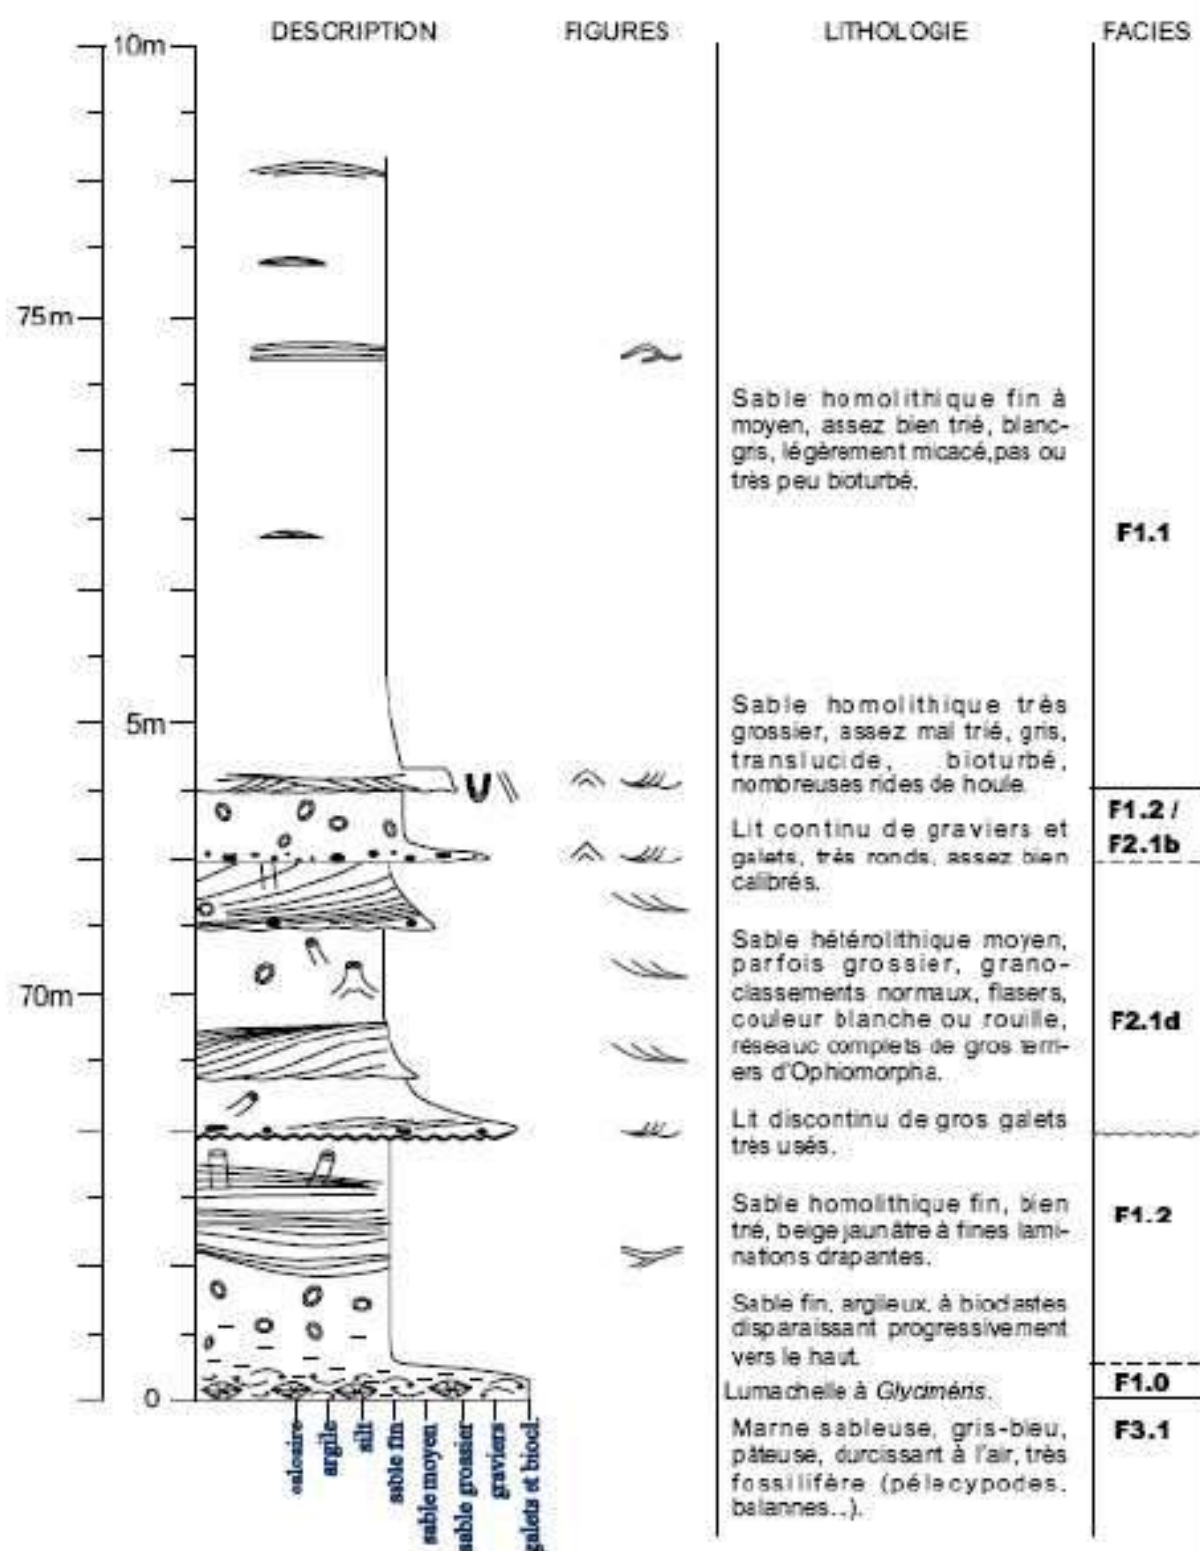 DESCRIPTION FIGURES LITHOLOGIE FACIES
10m
75m
5m
70m
0
Sable homolithique fin à
moyen, assez bien trié, blanc-
gris, légèrement micacé,pas ou
très peu bioturbé.
F1.1
Sable homolithique très
grossier, assez mal trié, gris,
translucide, bioturbé,
nombreuses rides de houle.
F1.2 /
F2.1b
Lit continu de graviers et
galets, très ronds, assez bien
calibrés.
Sable hétérolithique moyen,
parfois grossier, grano-
classements normaux, flasers,
couleur blanche ou rouille,
réseauc complets de gros terri-
ers d'Ophiomorpha.
F2.1d
Lit discontinu de gros galets
très usés.
Sable homolithique fin, bien
trié, beige jaunâtre à fines lami-
nations drapantes.
F1.2
Sable fin, argileux, à bioclastes
disparaissant progressivement
vers le haut.
Lumachelle à Glyciméris.
F1.0
Marne sableuse, gris-bleu,
pâteuse, durcissant à l'air, très
fossilifère (pélécypodes,
balannes...).
F3.1
calcaire
argile
silt
sable fin
sable moyen
sable grossier
graviers
galets et biocl.